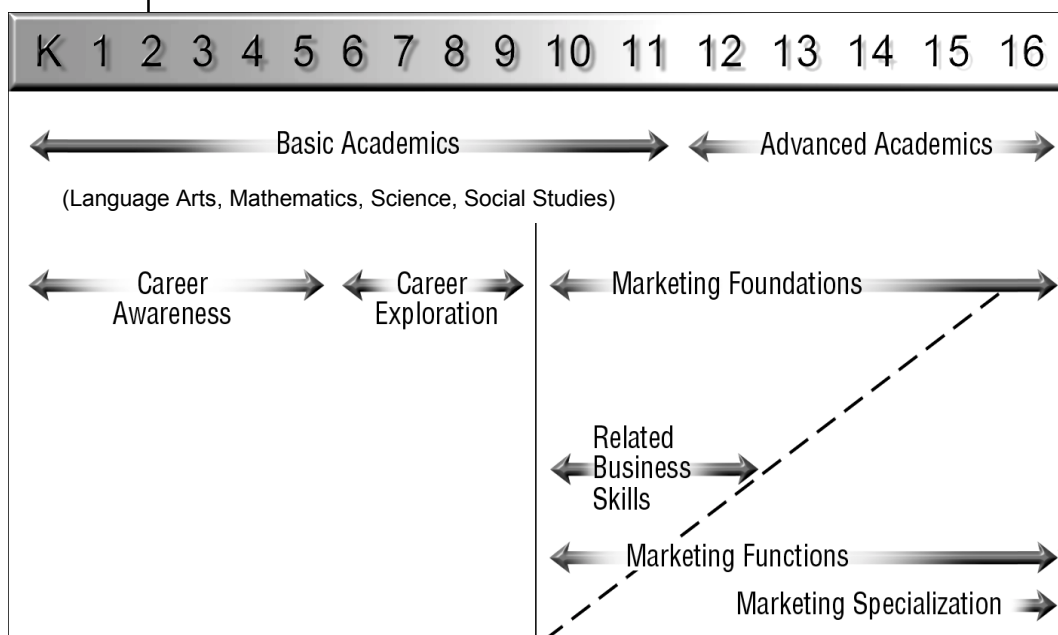 K 1 2 3 4 5 6 7 8 9 10 11 12 13 14 15 16
Basic Academics
Advanced Academics
(Language Arts, Mathematics, Science, Social Studies)
Career
Awareness
Career
Exploration
Marketing Foundations
Related
Business
Skills
Marketing Functions
Marketing Specialization